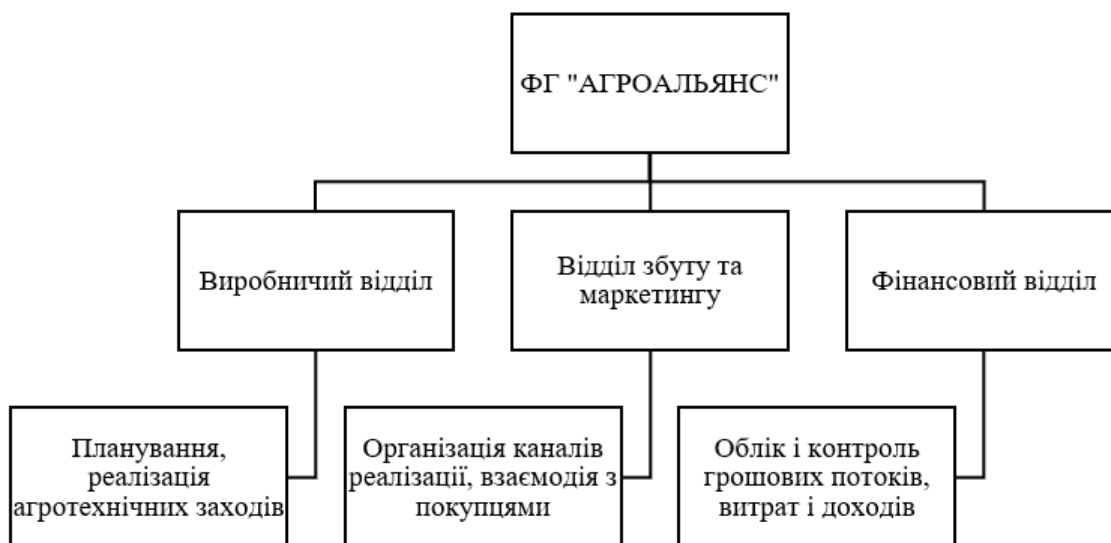 ФГ "АГРОАЛЬЯНС"
Виробничий відділ
Відділ збуту та
маркетингу
Фінансовий відділ
Планування,
реалізація
агротехнічних заходів
Організація каналів
реалізації, взаємодія з
покупцями
Облік і контроль
грошових потоків,
витрат і доходів